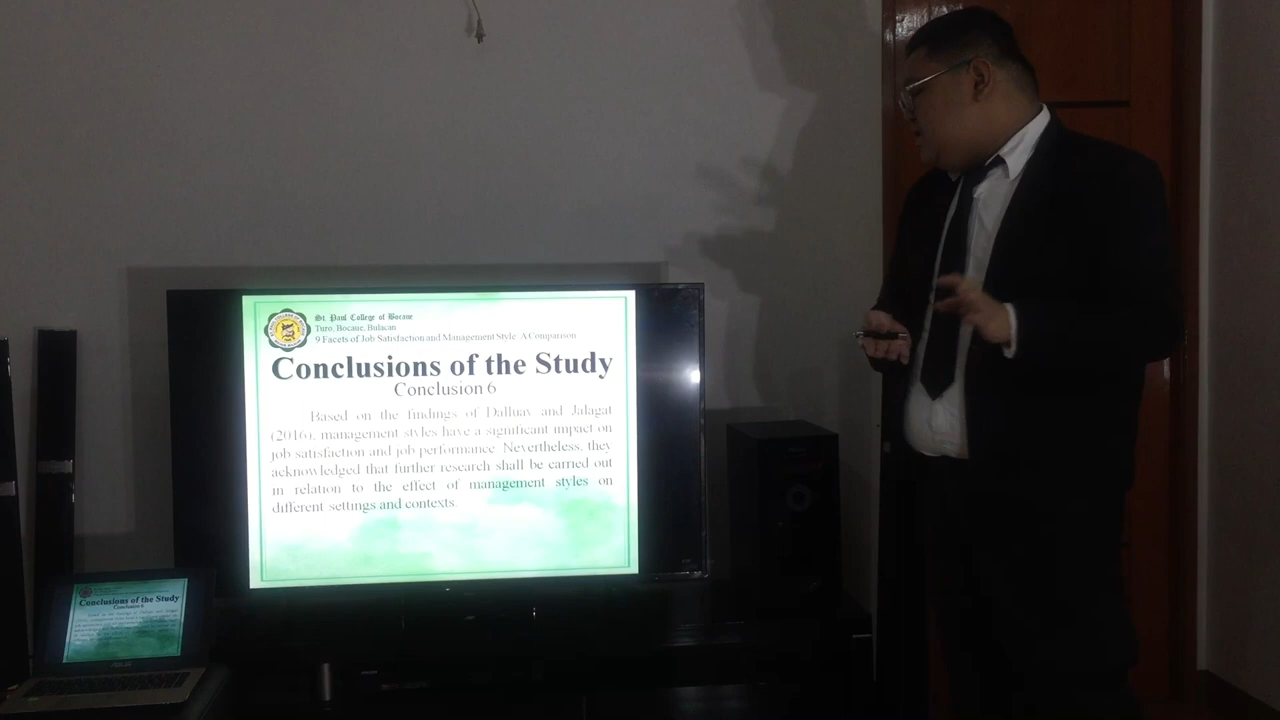 St. Paul College of Bocaue
Turo, Bocaue, Bulacan
9 Facets of Job Satisfaction and Management Style: A Comparison
Conclusions of the Study
Conclusion 6
Based on the findings of Dalluay and Jalagat
(2016), management styles have a significant impact on
job satisfaction and job performance. Nevertheless, they
acknowledged that further research shall be carried out
in relation to the effect of management styles on
different settings and contexts.
Conclusions of the Study
Conclusion 6
ASUS